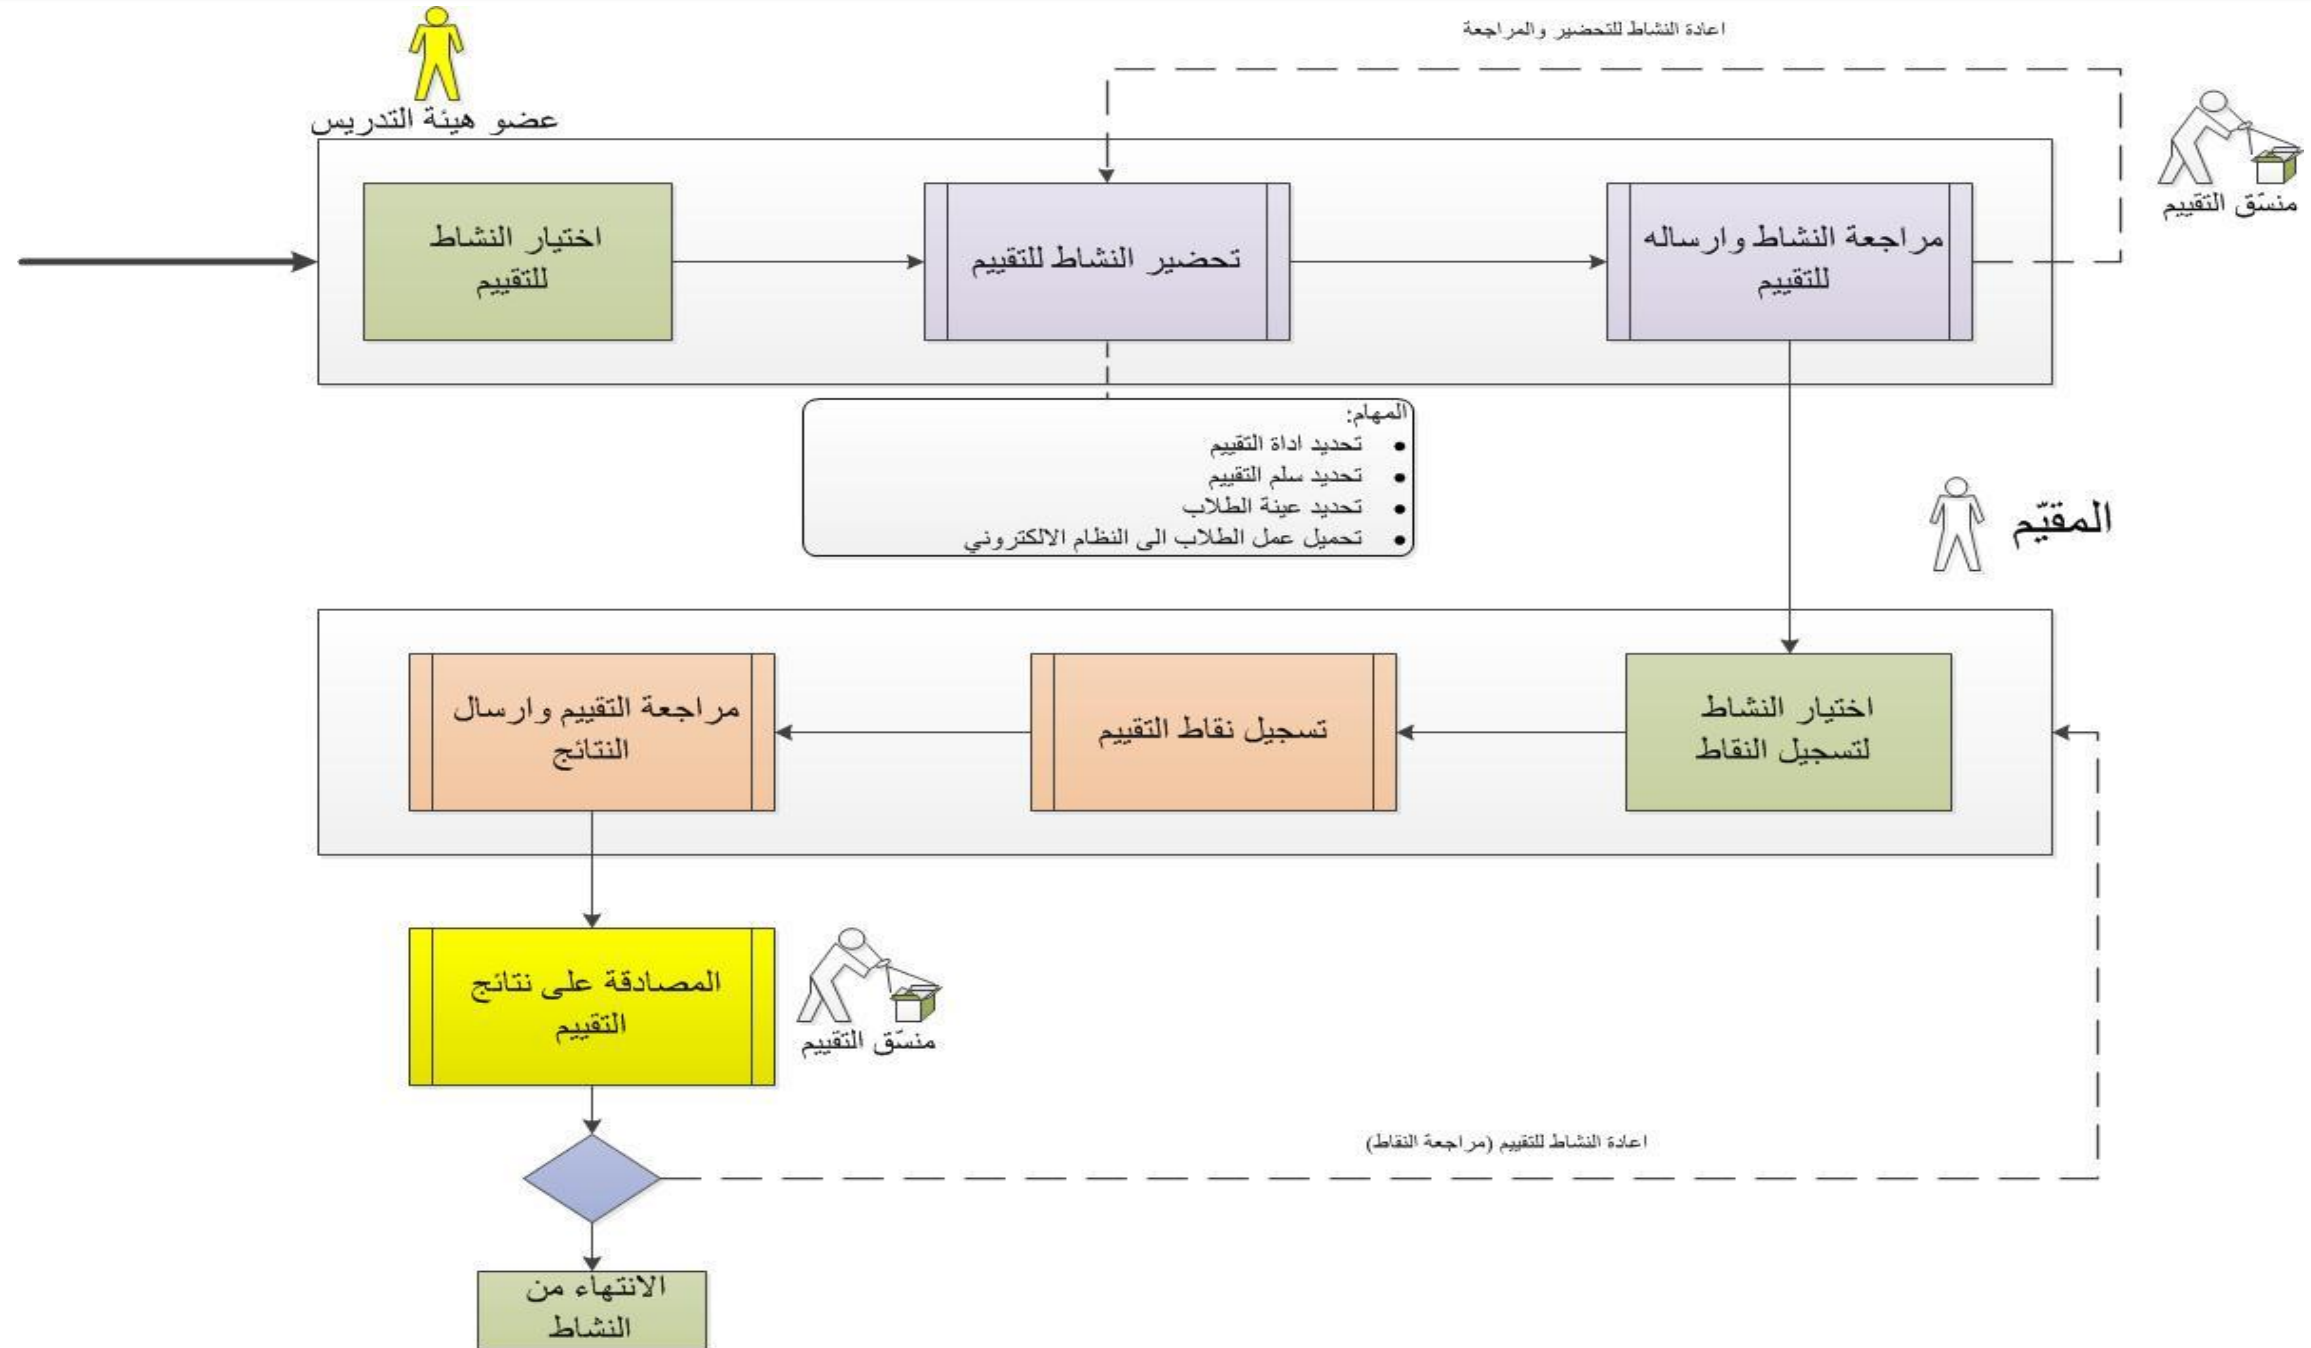 اعادة النشاط للتحضير والمراجعة
عضو هيئة التدريس
منسّق التقييم
اختيار النشاط
للتقييم
تحضير النشاط للتقييم
مراجعة النشاط وارساله
للتقييم
المهام:
• تحديد اداة التقييم
• تحديد سلم التقييم
• تحديد عينة الطلاب
• تحميل عمل الطلاب الى النظام الالكتروني
المقيّم
اختيار النشاط
لتسجيل النقاط
تسجيل نقاط التقييم
مراجعة التقييم وارسال
النتائج
المصادقة على نتائج
التقييم
منسّق التقييم
اعادة النشاط للتقييم (مراجعة النقاط)
الانتهاء من
النشاط